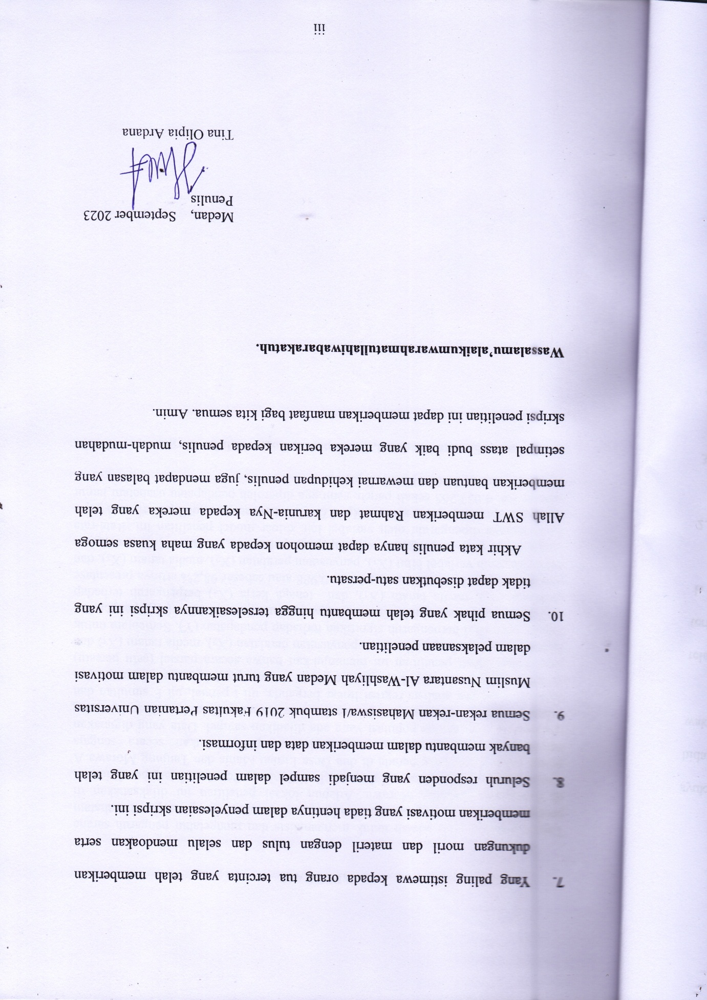 7. Yang paling istimewa kepada orang tua tercinta yang telah memberikan
dukungan moril dan materil dengan tulus dan selalu mendoakan serta
memberikan motivasi yang tiada hentinya dalam penyelesaian skripsi ini.
8. Seluruh responden yang menjadi sampel dalam penelitian ini yang telah
banyak membantu dalam memberikan data dan informasi.
9. Semua rekan-rekan Mahasiswa/I stambuk 2019 Fakultas Pertanian Universitas
Muslim Nusantara Al-Washliyah Medan yang turut membantu dalam motivasi
dalam pelaksanaan penelitian.
10. Semua pihak yang telah membantu hingga terselesaikannya skripsi ini yang
tidak dapat disebutkan satu-persatu.
Akhir kata penulis hanya dapat memohon kepada yang maha kuasa semoga
Allah SWT memberikan Rahmat dan karunia-Nya kepada mereka yang telah
memberikan bantuan dan mewarnai kehidupan penulis, juga mendapat balasan yang
setimpal atass budi baik yang mereka berikan kepada penulis, mudah-mudahan
skripsi penelitian ini dapat memberikan manfaat bagi kita semua. Amin.
Wassalamu’alaikumwarahmatullahiwabarakatuh.
Medan, September 2023
Penulis
Tina Olipia Ardana
iii